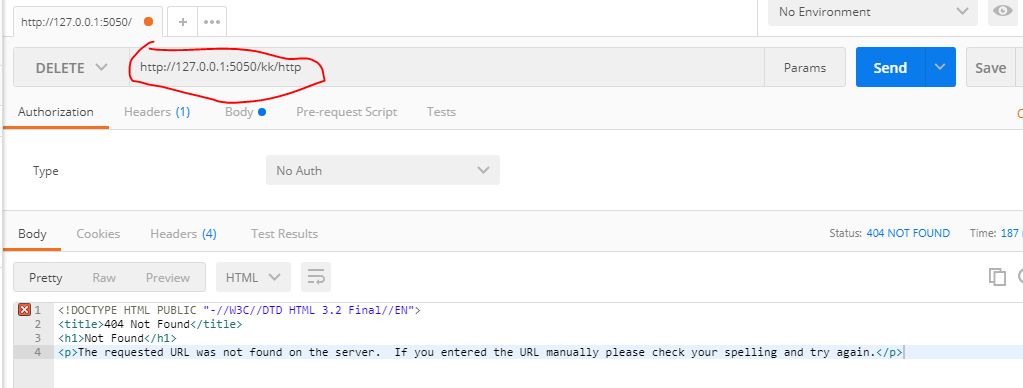 http://127.0.0.1:5050/ + ••• No Environment
DELETE http://127.0.0.1:5050/kk/http Params Send Save
Authorization Headers (1) Body Pre-request Script Tests
Type No Auth
Body Cookies Headers (4) Test Results Status: 404 NOT FOUND Time: 187
Pretty Raw Preview HTML
1 <!DOCTYPE HTML PUBLIC "-//W3C//DTD HTML 3.2 Final//EN">
2 <title>404 Not Found</title>
3 <h1>Not Found</h1>
4 <p>The requested URL was not found on the server.  If you entered the URL manually please check your spelling and try again.</p>